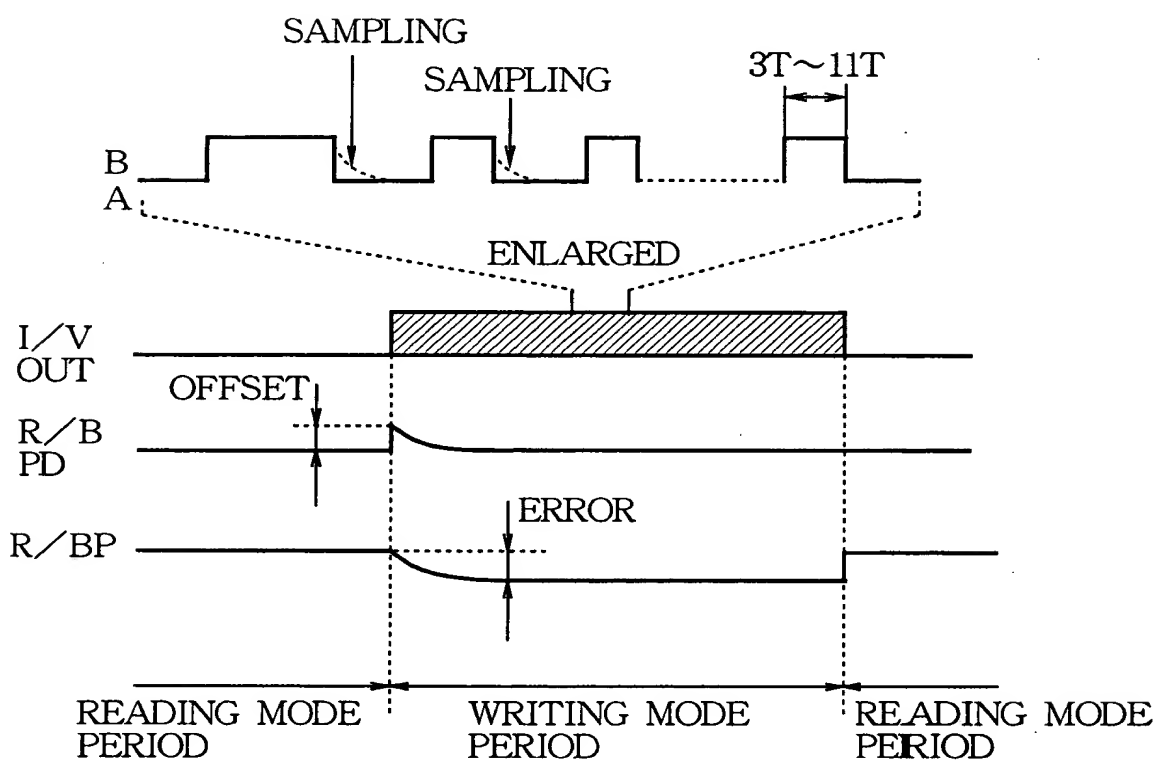 SAMPLING
SAMPLING
3T～11T
B
A
ENLARGED
I／V
OUT
OFFSET
R／B
PD
ERROR
R／BP
READING MODE
PERIOD
WRITING MODE
PERIOD
READING MODE
PERIOD